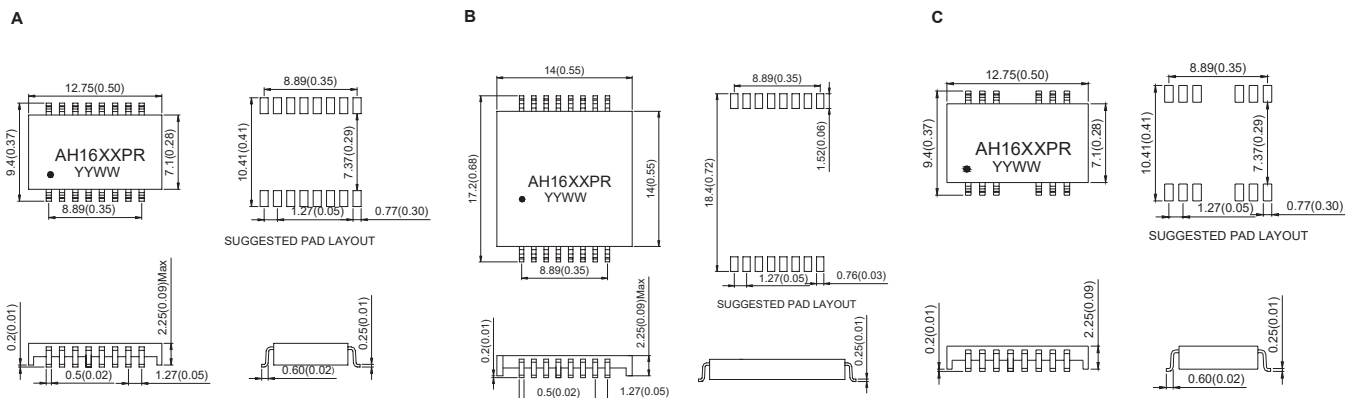 A
12.75(0.50)
9.4(0.37)
AH16XXPR
YYWW
7.1(0.28)
8.89(0.35)
8.89(0.35)
10.41(0.41)
7.37(0.29)
1.27(0.05)
0.77(0.30)
SUGGESTED PAD LAYOUT
0.2(0.01)
2.25(0.09)Max
0.5(0.02)
1.27(0.05)
0.25(0.01)
0.60(0.02)
B
14(0.55)
17.2(0.68)
AH16XXPR
YYWW
14(0.55)
8.89(0.35)
8.89(0.35)
18.4(0.72)
1.52(0.06)
1.27(0.05)
0.76(0.03)
SUGGESTED PAD LAYOUT
0.2(0.01)
2.25(0.09)Max
0.5(0.02)
1.27(0.05)
0.25(0.01)
C
12.75(0.50)
9.4(0.37)
AH16XXPR
YYWW
7.1(0.28)
8.89(0.35)
10.41(0.41)
7.37(0.29)
1.27(0.05)
0.77(0.30)
SUGGESTED PAD LAYOUT
0.2(0.01)
2.25(0.09)
0.25(0.01)
0.60(0.02)